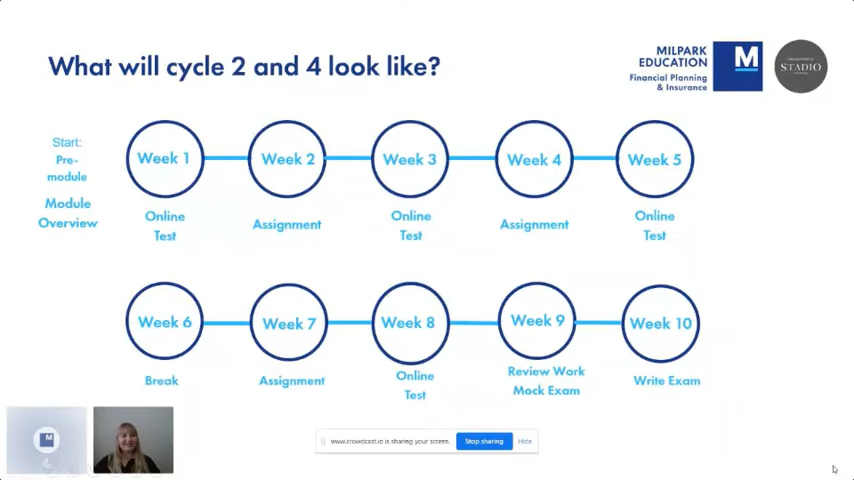 What will cycle 2 and 4 look like?
MILPARK
EDUCATION
Financial Planning
& Insurance
M
STADIO
Start:
Pre-
module
Module
Overview
Week 1
Week 2
Week 3
Week 4
Week 5
Online
Test
Assignment
Online
Test
Assignment
Online
Test
Week 6
Week 7
Week 8
Week 9
Week 10
Break
Assignment
Online
Test
Review Work
Mock Exam
Write Exam
M
www.crowdcast.io is sharing your screen.
Stop sharing
Hide